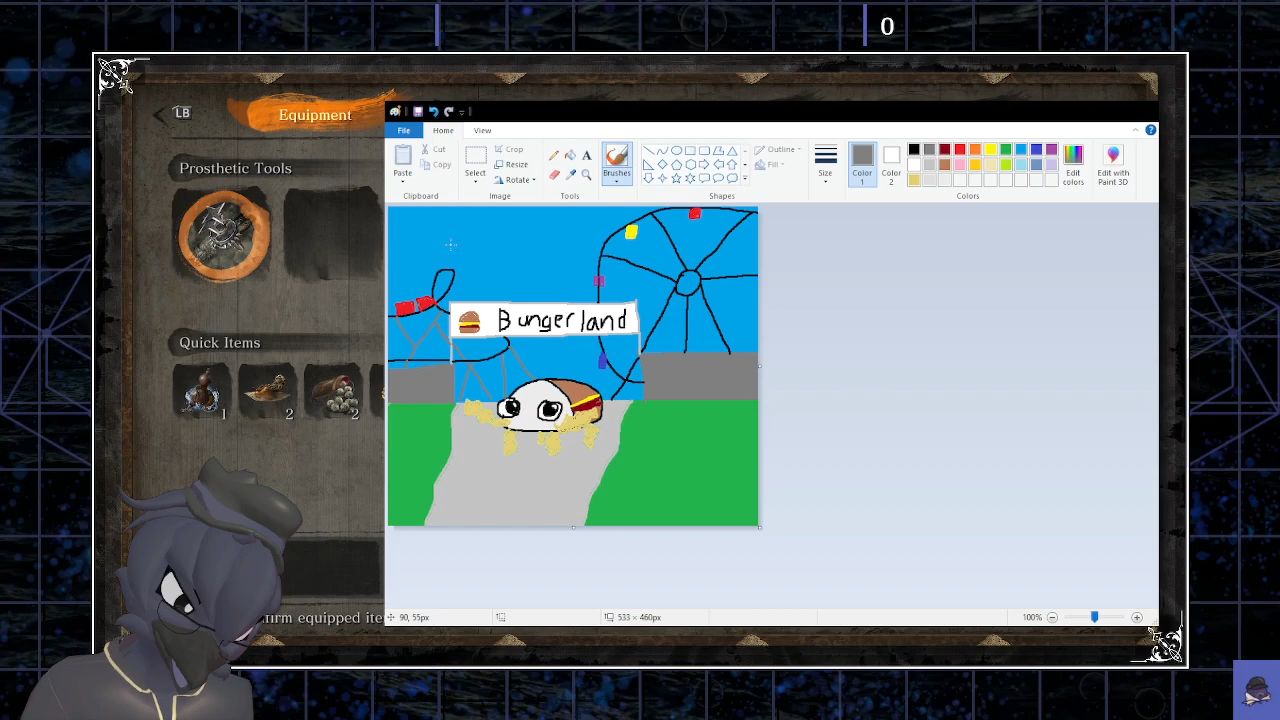 0
LB
Equipment
Prosthetic Tools
Quick Items
1
2
2
File
Home
View
Paste
Cut
Copy
Clipboard
Select
Crop
Resize
Rotate
Image
A
Tools
Brushes
Outline
Fill
Shapes
Size
Color
1
Color
2
Edit
colors
Colors
Edit with
Paint 3D
Bungerland
90, 55px
533 × 460px
100%
firm equipped ite